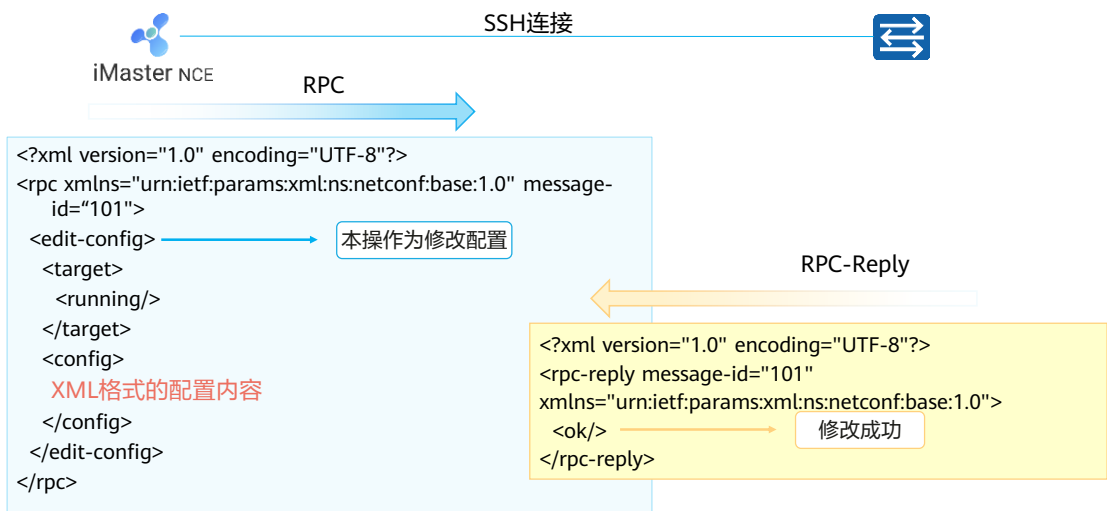 SSH连接
iMaster NCE
RPC
<?xml version="1.0" encoding="UTF-8"?>
<rpc xmlns="urn:ietf:params:xml:ns:netconf:base:1.0" message-
id=“101">
<edit-config>
本操作为修改配置
<target>
<running/>
</target>
<config>
XML格式的配置内容
</config>
</edit-config>
</rpc>
RPC-Reply
<?xml version="1.0" encoding="UTF-8"?>
<rpc-reply message-id="101"
xmlns="urn:ietf:params:xml:ns:netconf:base:1.0">
<ok/>
修改成功
</rpc-reply>